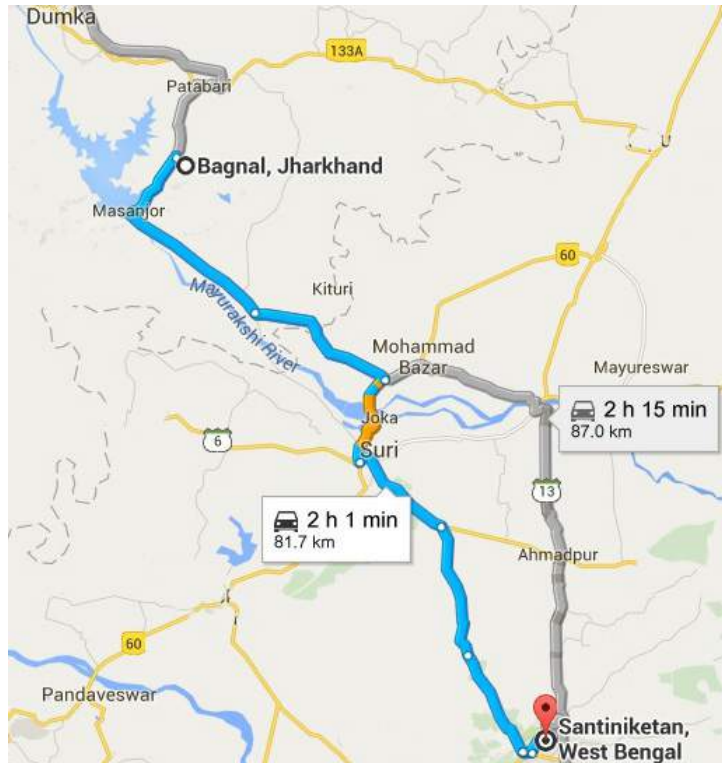 Dumka
133A
Patabari
Bagnal, Jharkhand
Masanjor
60
Kituri
Mayurakshi River
Mohammad
Bazar
Mayureswar
2 h 15 min
87.0 km
Joka
6
Suri
13
2 h 1 min
81.7 km
Ahmadpur
60
Pandaveswar
Santiniketan,
West Bengal